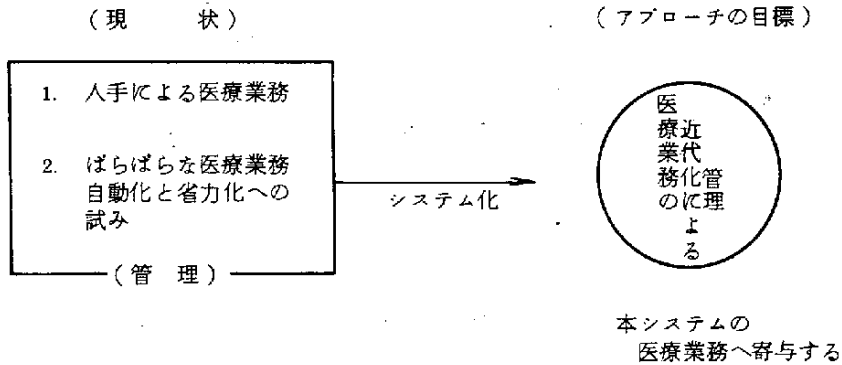 (現 状)
(アプローチの目標)
1. 人手による医療業務
2. ばらばらな医療業務
自動化と省力化への
試み
(管 理)
システム化
医療業務の
近代化による
管理
本システムの
医療業務へ寄与する